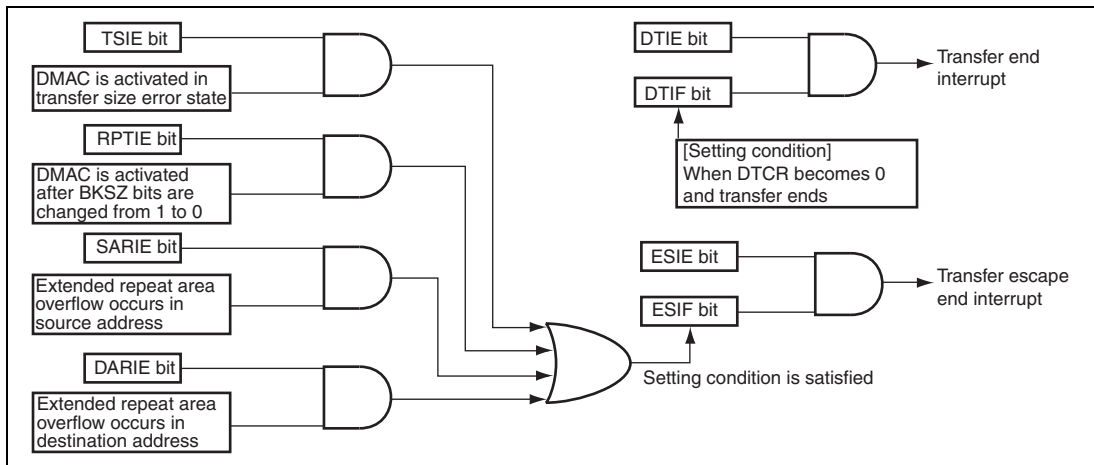 TSIE bit
DMAC is activated in
transfer size error state
RPTIE bit
DMAC is activated
after BKSZ bits are
changed from 1 to 0
SARIE bit
Extended repeat area
overflow occurs in
source address
DARIE bit
Extended repeat area
overflow occurs in
destination address
DTIE bit
DTIF bit
Transfer end
interrupt
[Setting condition]
When DTCR becomes 0
and transfer ends
ESIE bit
ESIF bit
Transfer escape
end interrupt
Setting condition is satisfied